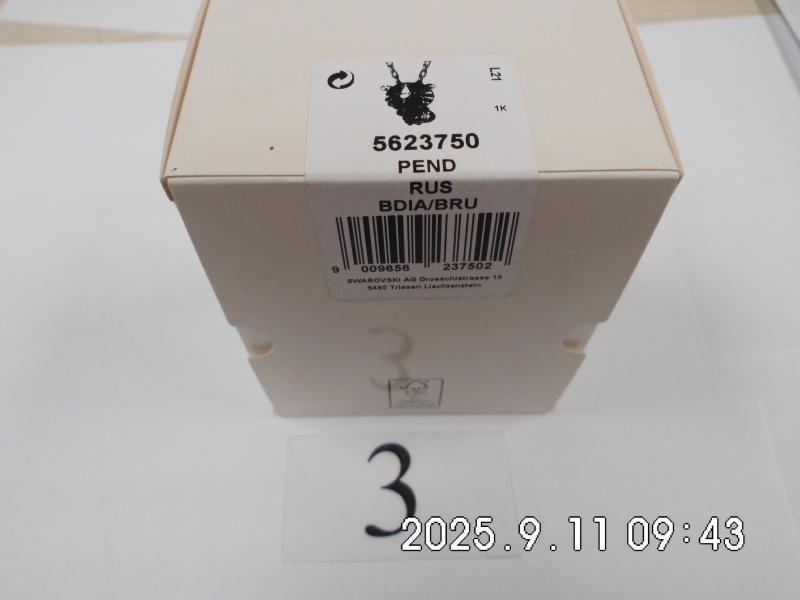 L21
1K
5623750
PEND
RUS
BDIA/BRU
9 009656 237502
SWAROVSKI AG Droeschistrasse 15
9495 Triesen Liechtenstein
3
3
2025.9.11 09:43